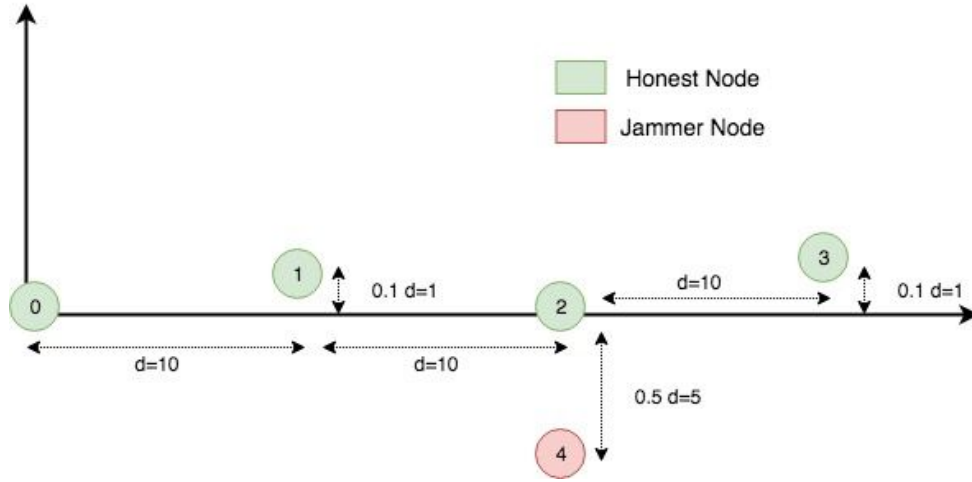 Honest Node
Jammer Node
3
1
d=10
0.1 d=1
0.1 d=1
0
2
d=10
d=10
0.5 d=5
4